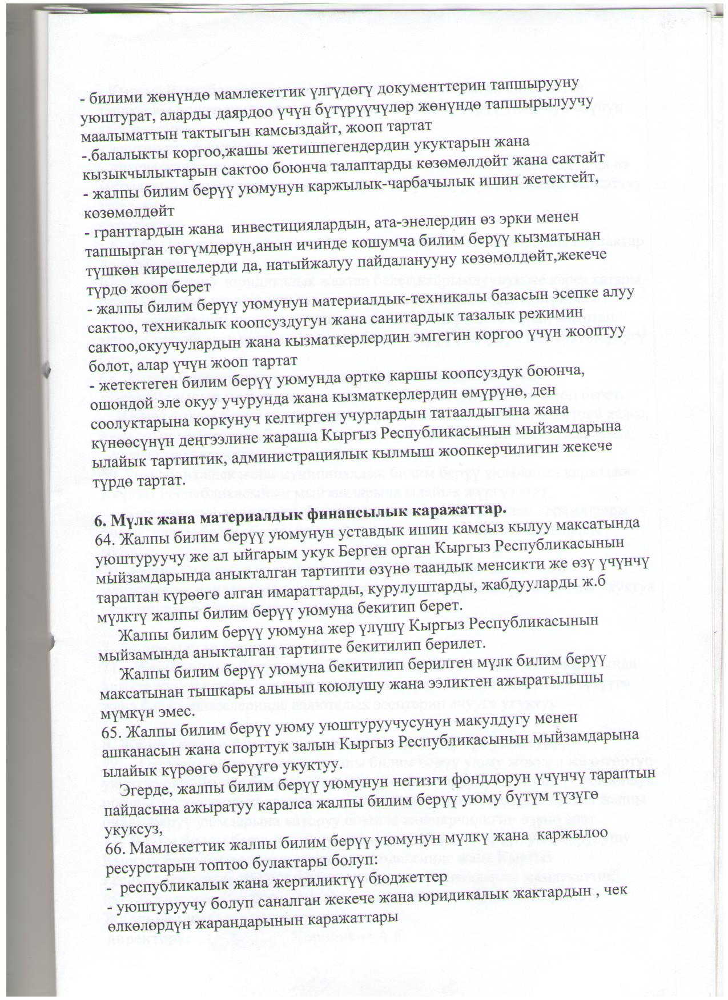 - билими жөнүндө мамлекеттик үлгүдөгү документтерин тапшырууну
уюштурат, аларды даярдоо үчүн бүтүрүүчүлөр жөнүндө тапшырылуучу
маалыматтын тактыгын камсыздайт, жооп тартат
-.балалыкты коргоо,жашы жетишпегендердин укуктарын жана
кызыкчылыктарын сактоо боюнча талаптарды көзөмөлдөйт жана сактайт
- жалпы билим берүү уюмунун каржылык-чарбачылык ишин жетектейт,
көзөмөлдөйт
- гранттардын жана инвестициялардын, ата-энелердин өз эрки менен
тапшырган төгүмдөрүн,анын ичинде кошумча билим берүү кызматынан
түшкөн кирешелерди да, натыйжалуу пайдаланууну көзөмөлдөйт,жекече
түрдө жооп берет
- жалпы билим берүү уюмунун материалдык-техникалы базасын эсепке алуу
сактоо, техникалык коопсуздугун жана санитардык тазалык режимин
сактоо,окуучулардын жана кызматкерлердин эмгегин коргоо үчүн жооптуу
болот, алар үчүн жооп тартат
- жетектеген билим берүү уюмунда өрткө каршы коопсуздук боюнча,
ошондой эле окуу учурунда жана кызматкерлердин өмүрүнө, ден
соолуктарына коркунуч келтирген учурлардын татаалдыгына жана
күнөөсүнүн деңгээлине жараша Кыргыз Республикасынын мыйзамдарына
ылайык тартиптик, администрациялык кылмыш жоопкерчилигин жекече
түрдө тартат.
6. Мүлк жана материалдык финансылык каражаттар.
64. Жалпы билим берүү уюмунун уставдык ишин камсыз кылуу максатында
уюштуруучу же ал ыйгарым укук Берген орган Кыргыз Республикасынын
мыйзамдарында аныкталган тартипти өзүнө таандык менсикти же өзү үчүнчү
тараптан күрөөгө алган имараттарды, курулуштарды, жабдууларды ж.б
мүлктү жалпы билим берүү уюмуна бекитип берет.
Жалпы билим берүү уюмуна жер үлүшү Кыргыз Республикасынын
мыйзамында аныкталган тартипте бекитилип берилет.
Жалпы билим берүү уюмуна бекитилип берилген мүлк билим берүү
максатынан тышкары алынып коюлушу жана ээликтен ажыратылышы
мүмкүн эмес.
65. Жалпы билим берүү уюму уюштуруучусунун макулдугу менен
ашканасын жана спорттук залын Кыргыз Республикасынын мыйзамдарына
ылайык күрөөгө берүүгө укуктуу.
Эгерде, жалпы билим берүү уюмунун негизги фонддорун үчүнчү тараптын
пайдасына ажыратуу каралса жалпы билим берүү уюму бүтүм түзүгө
укуксуз,
66. Мамлекеттик жалпы билим берүү уюмунун мүлкү жана каржылоо
ресурстарын топтоо булактары болуп:
- республикалык жана жергиликтүү бюджеттер
- уюштуруучу болуп саналган жекече жана юридикалык жактардын , чек
өлкөлөрдүн жарандарынын каражаттары